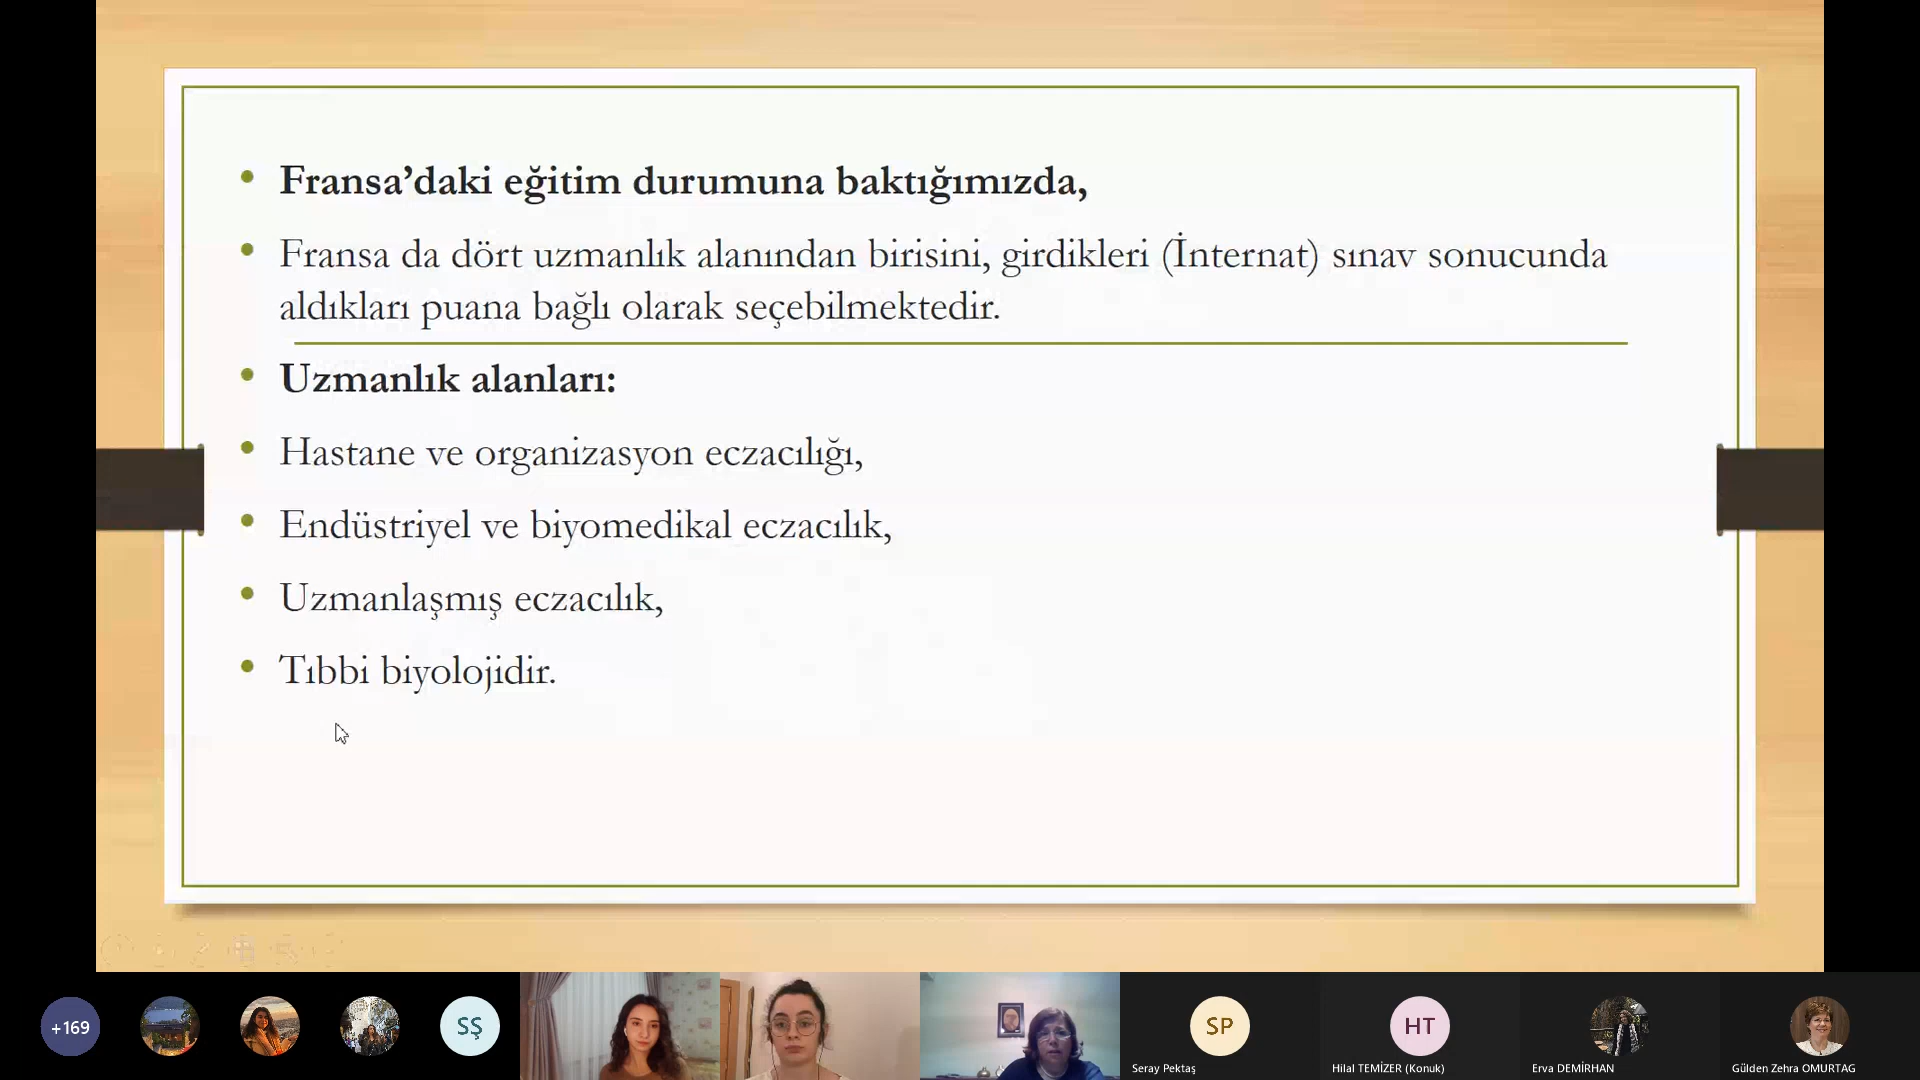 Fransa’daki eğitim durumuna baktığımızda,
Fransa da dört uzmanlık alanından birisini, girdikleri (İnternat) sınav sonucunda
aldıkları puana bağlı olarak seçebilmektedir.
Uzmanlık alanları:
Hastane ve organizasyon eczacılığı,
Endüstriyel ve biyomedikal eczacılık,
Uzmanlaşmış eczacılık,
Tıbbi biyolojidir.
+169
SŞ
SP
HT
Seray Pektaş
Hilal TEMİZER (Konuk)
Erva DEMİRHAN
Gülden Zehra OMURTAG